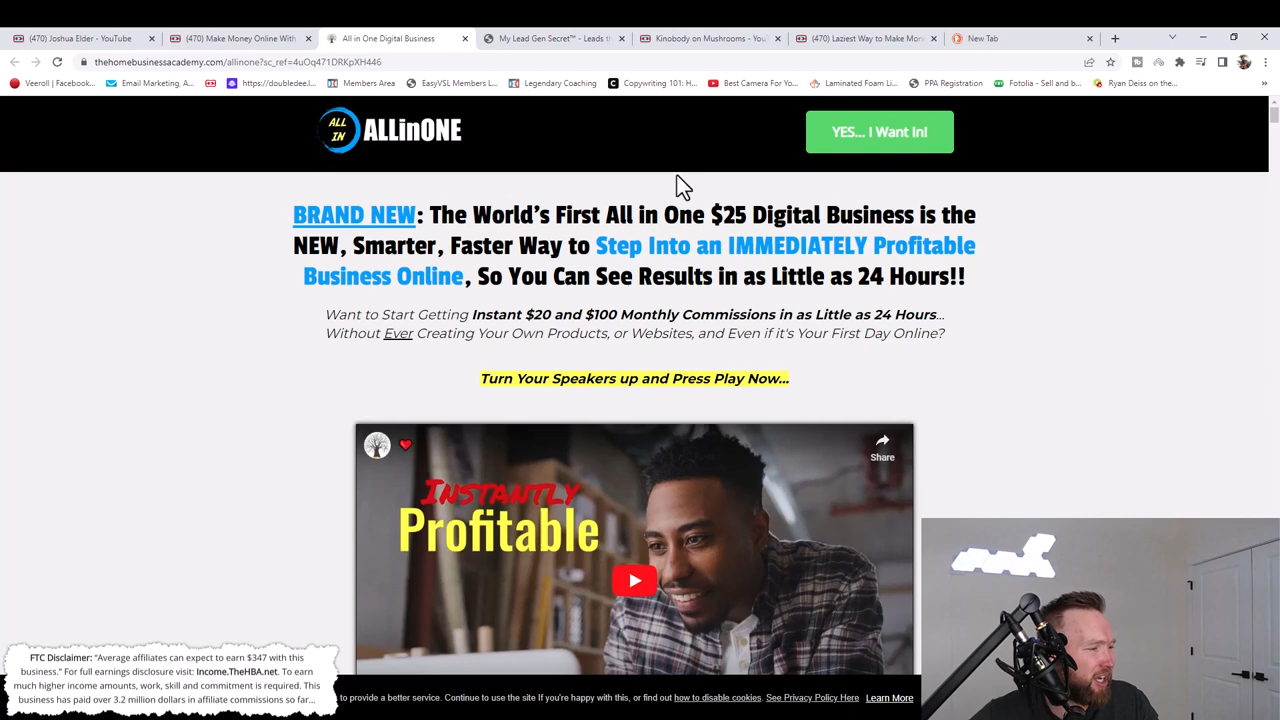 (470) Joshua Elder - YouTube
(470) Make Money Online With
All in One Digital Business
My Lead Gen Secret™ - Leads th
Kinobody on Mushrooms - You
(470) Laziest Way to Make Mon
New Tab
thehomebusinessacademy.com/allinone?sc_ref=4uOq471DRKpXH446
Veeroll | Facebook...
Email Marketing, A...
https://doubledee.l...
Members Area
EasyVSL Members L...
Legendary Coaching
Copywriting 101: H...
Best Camera For Yo...
Laminated Foam La...
PPA Registration
Fotolia - Sell and b...
Ryan Deiss on the...
ALL
IN
ALLinONE
YES... I Want In!
BRAND NEW: The World's First All in One $25 Digital Business is the
NEW, Smarter, Faster Way to Step Into an IMMEDIATELY Profitable
Business Online, So You Can See Results in as Little as 24 Hours!!
Want to Start Getting Instant $20 and $100 Monthly Commissions in as Little as 24 Hours...
Without Ever Creating Your Own Products, or Websites, and Even if it's Your First Day Online?
Turn Your Speakers up and Press Play Now...
Share
INSTANTLY
Profitable
FTC Disclaimer: "Average affiliates can expect to earn $347 with this
business." For full earnings disclosure visit: Income.TheHBA.net. To earn
much higher income amounts, work, skill and commitment is required. This
business has paid over 3.2 million dollars in affiliate commissions so far...
to provide a better service. Continue to use the site If you're happy with this, or find out how to disable cookies. See Privacy Policy Here
Learn More